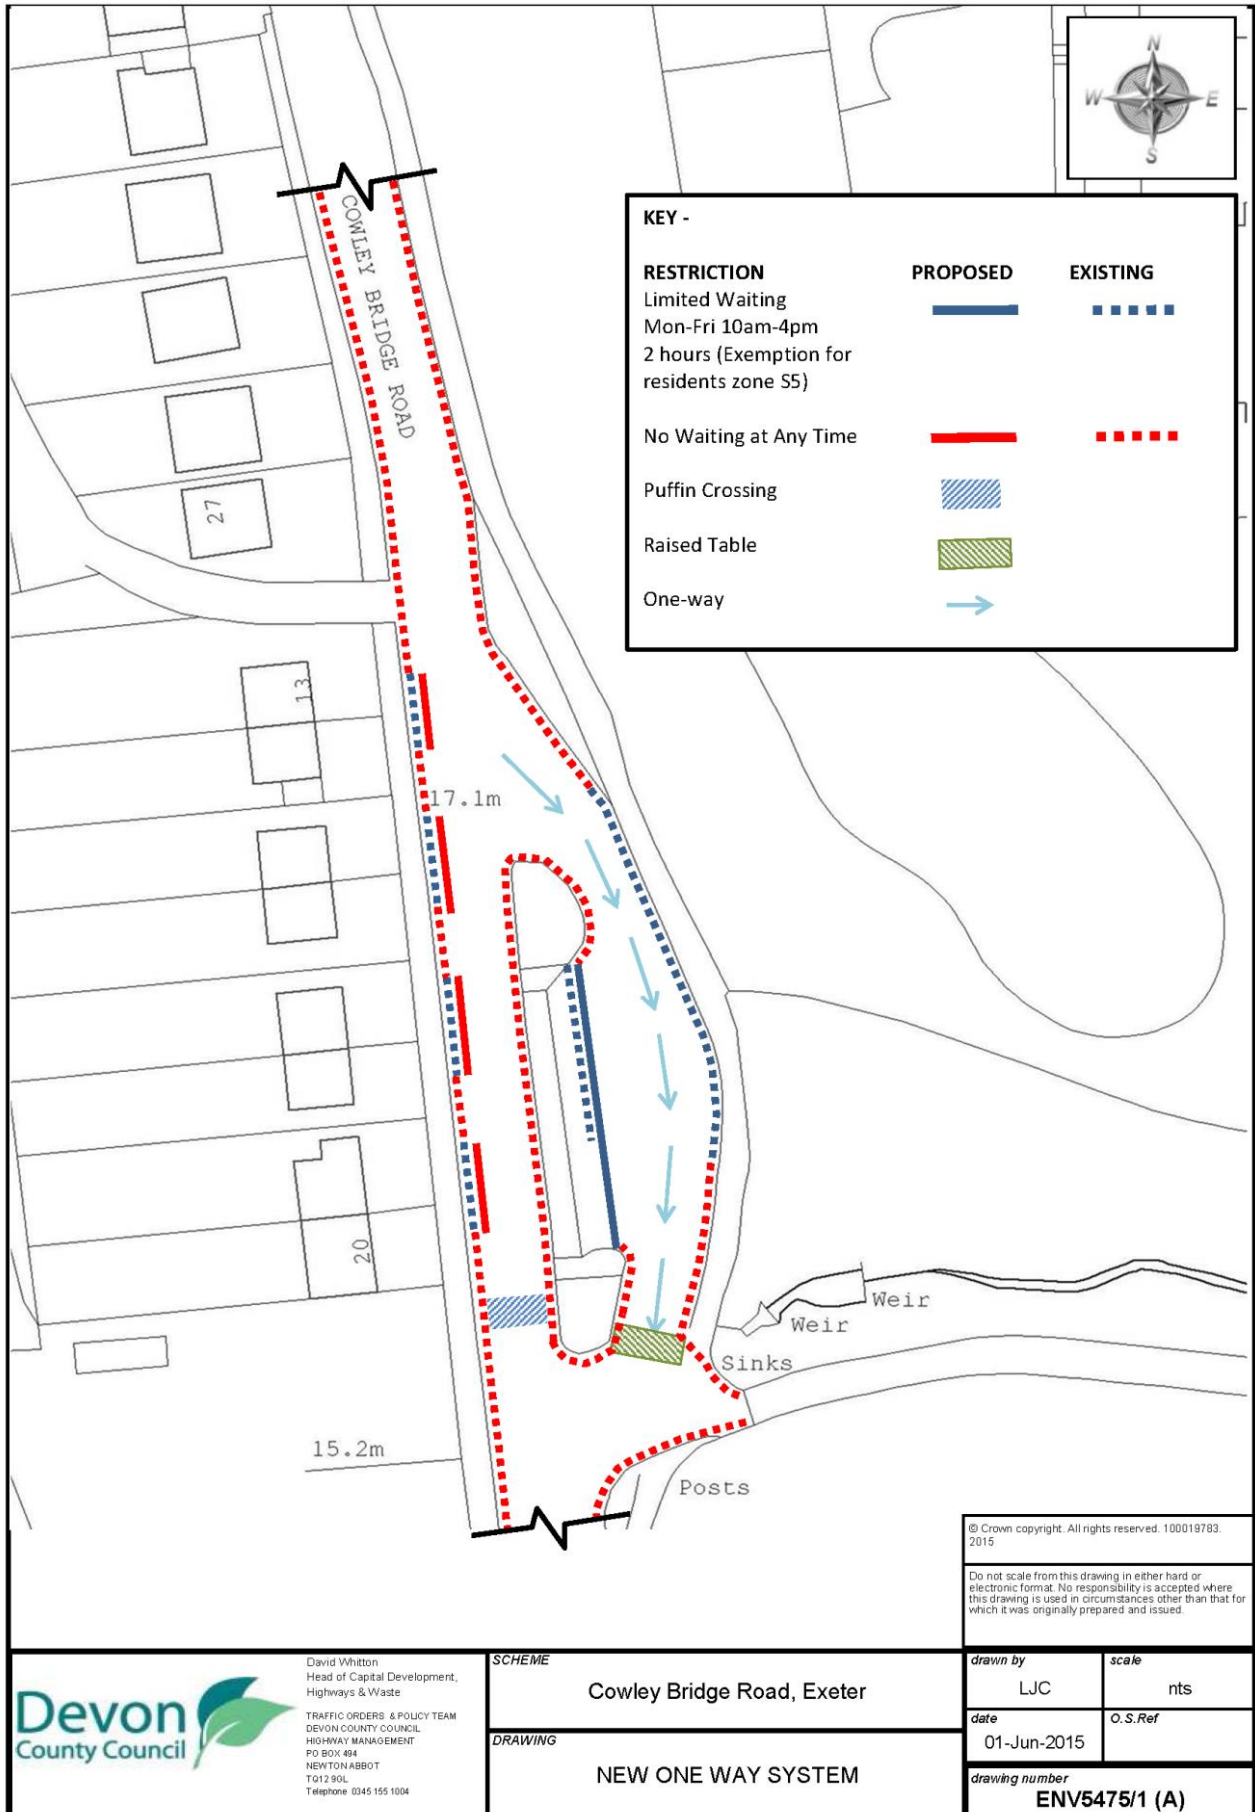 N
W E
S
KEY -
RESTRICTION PROPOSED EXISTING
Limited Waiting
Mon-Fri 10am-4pm
2 hours (Exemption for
residents zone S5)
No Waiting at Any Time
Puffin Crossing
Raised Table
One-way
COWLEY BRIDGE ROAD
27
13
17.1m
20
Weir
Weir
Sinks
15.2m
Posts
© Crown copyright. All rights reserved. 100019783.
2015
Do not scale from this drawing in either hard or
electronic format. No responsibility is accepted where
this drawing is used in circumstances other than that for
which it was originally prepared and issued.
Devon
County Council
David Whitton
Head of Capital Development,
Highways & Waste
TRAFFIC ORDERS & POLICY TEAM
DEVON COUNTY COUNCIL
HIGHWAY MANAGEMENT
PO BOX 494
NEWTON ABBOT
TQ12 9GL
Telephone 0345 155 1004
SCHEME
Cowley Bridge Road, Exeter
DRAWING
NEW ONE WAY SYSTEM
drawn by
LJC
scale
nts
date
01-Jun-2015
O.S.Ref
drawing number
ENV5475/1 (A)